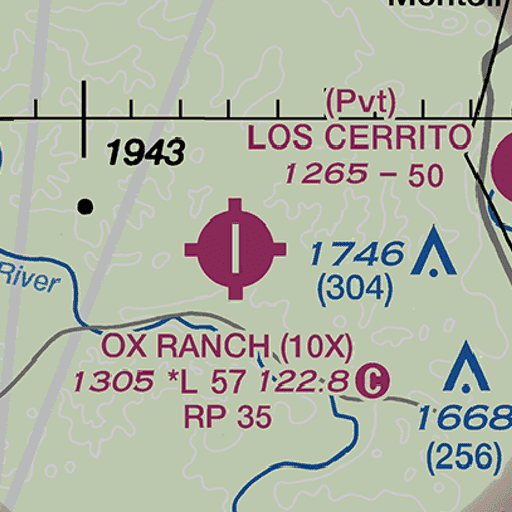 (Pvt)
LOS CERRITO
1265 - 50
1943
1746
(304)
River
OX RANCH (10X)
1305 *L 57 122.8 C
RP 35
1668
(256)